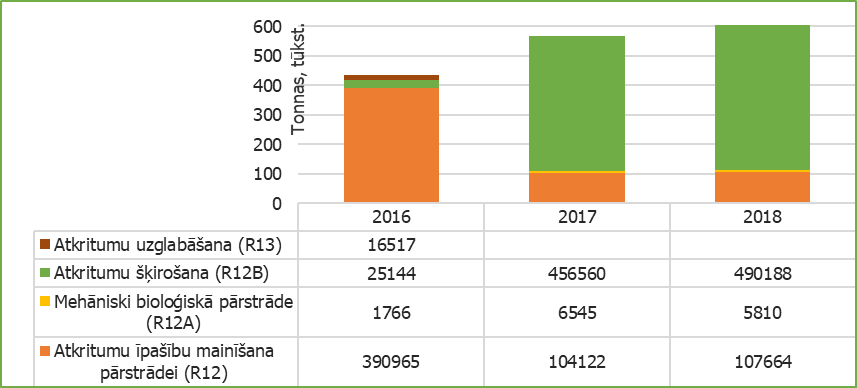 Tonnas, tūkst.
600
500
400
300
200
100
0
2016 2017 2018
Atkritumu uzglabāšana (R13) 16517
Atkritumu šķirošana (R12B) 25144 456560 490188
Mehāniski bioloģiskā pārstrāde
(R12A) 1766 6545 5810
Atkritumu īpašību mainīšana
pārstrādei (R12) 390965 104122 107664